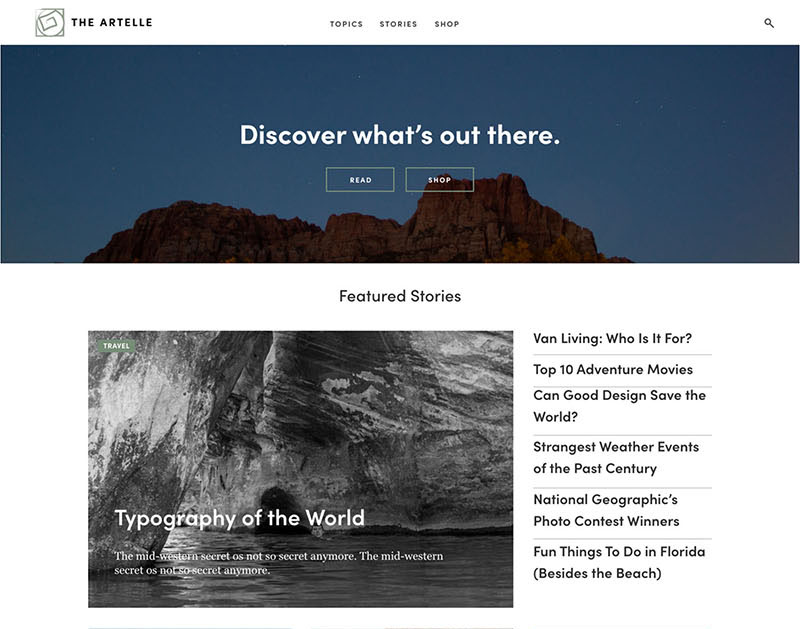 THE ARTELLE
TOPICS STORIES SHOP
Discover what's out there.
READ SHOP
Featured Stories
TRAVEL
Typography of the World
The mid-western secret os not so secret anymore. The mid-western
secret os not so secret anymore.
Van Living: Who Is It For?
Top 10 Adventure Movies
Can Good Design Save the
World?
Strangest Weather Events
of the Past Century
National Geographic's
Photo Contest Winners
Fun Things To Do in Florida
(Besides the Beach)